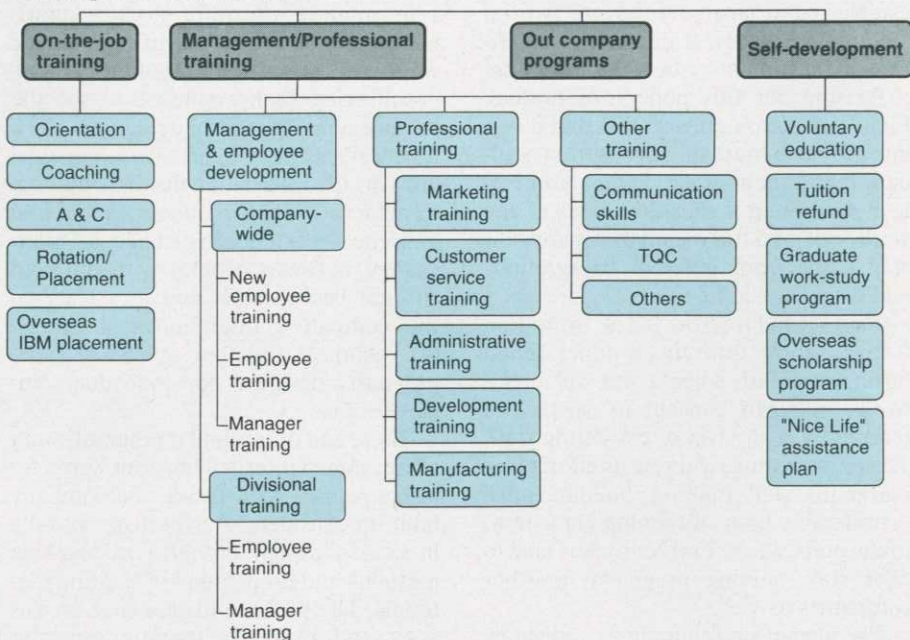 On-the-job
training
Management/Professional
training
Out company
programs
Self-development
Orientation
Coaching
A & C
Rotation/
Placement
Overseas
IBM placement
Management
& employee
development
Company-
wide
New
employee
training
Employee
training
Manager
training
Divisional
training
Employee
training
Manager
training
Professional
training
Marketing
training
Customer
service
training
Administrative
training
Development
training
Manufacturing
training
Other
training
Communication
skills
TQC
Others
Voluntary
education
Tuition
refund
Graduate
work-study
program
Overseas
scholarship
program
"Nice Life"
assistance
plan